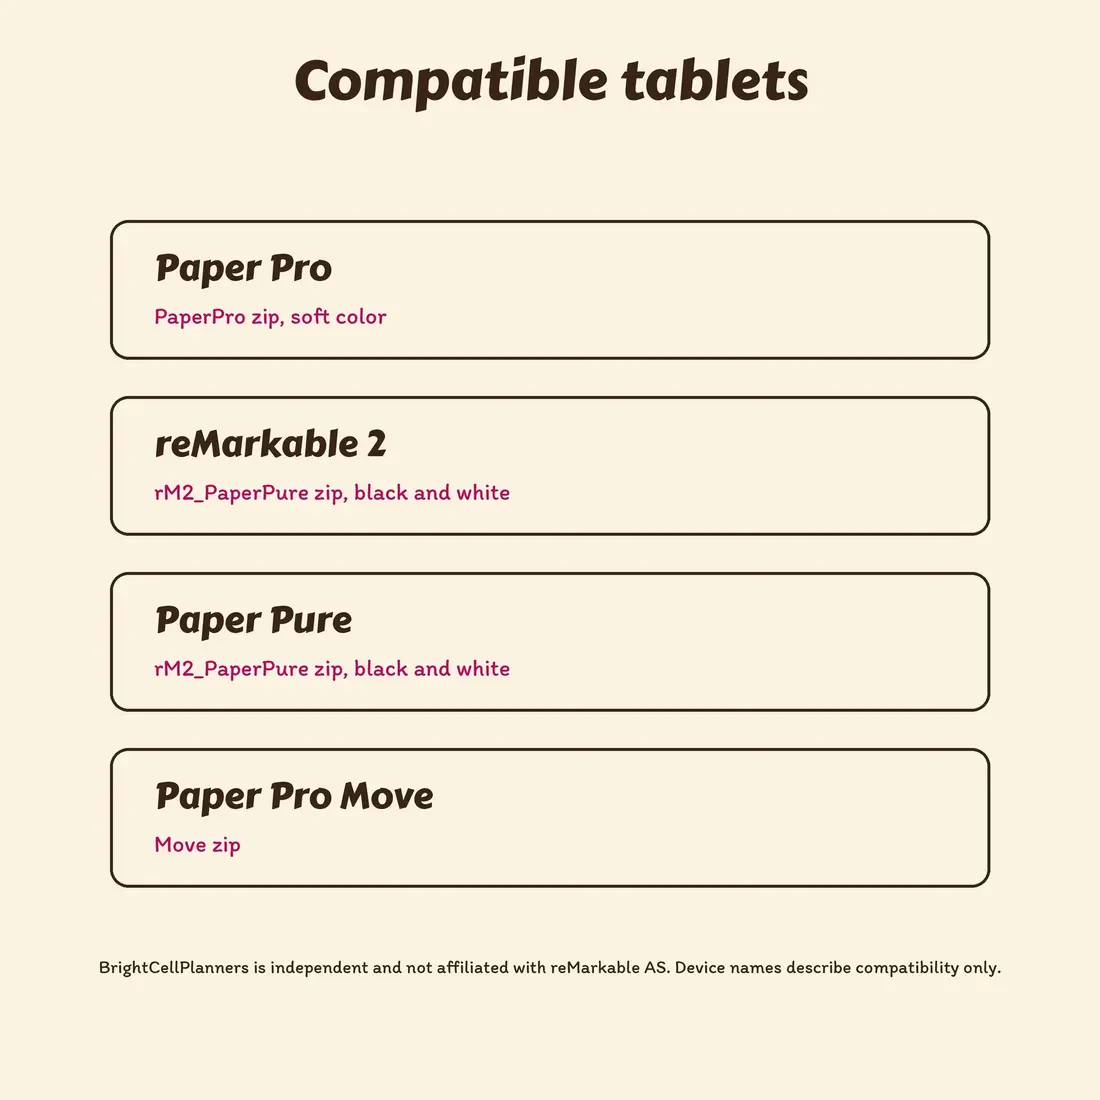 Compatible tablets
Paper Pro
PaperPro zip, soft color
reMarkable 2
rM2_PaperPure zip, black and white
Paper Pure
rM2_PaperPure zip, black and white
Paper Pro Move
Move zip
BrightCellPlanners is independent and not affiliated with reMarkable AS. Device names describe compatibility only.